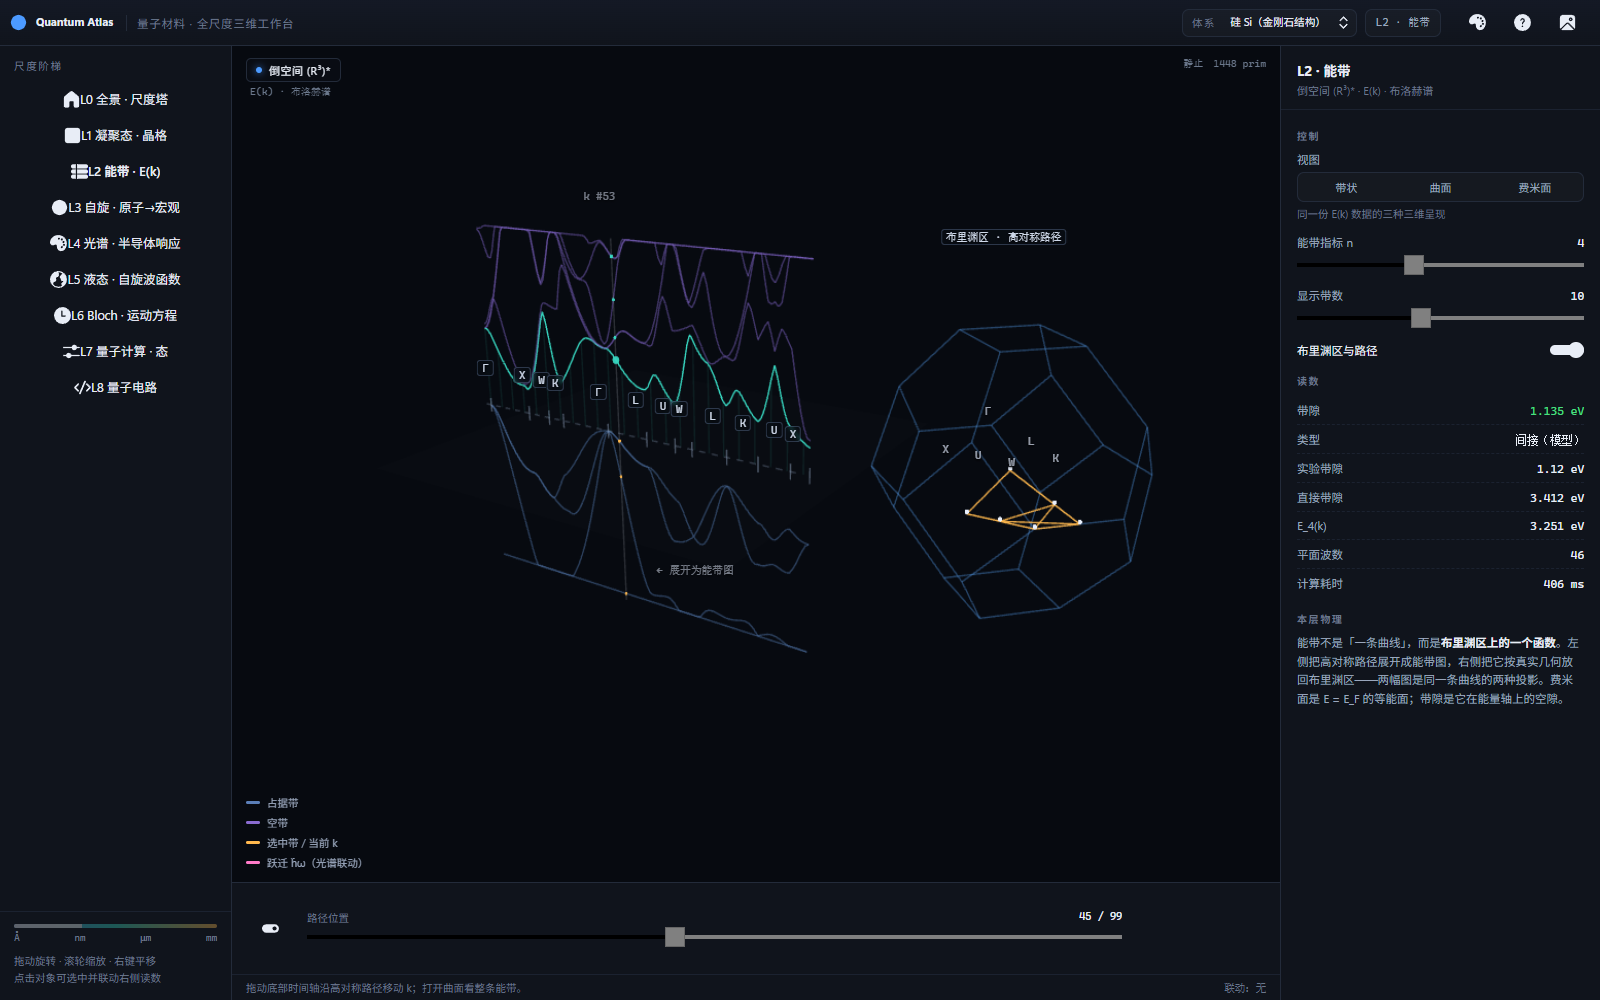 Quantum Atlas 量子材料 · 全尺度三维工作台
体系 硅 Si（金刚石结构） L2 · 能带
尺度阶梯
L0 全景 · 尺度塔
L1 凝聚态 · 晶格
L2 能带 · E(k)
L3 自旋 · 原子→宏观
L4 光谱 · 半导体响应
L5 液态 · 自旋波函数
L6 Bloch · 运动方程
L7 量子计算 · 态
L8 量子电路
Å nm μm mm
拖动旋转 · 滚轮缩放 · 右键平移
点击对象可选中并联动右侧读数
倒空间 (R³)*
E(k) · 布洛赫谱
静止 1448 prim
k #53
布里渊区 · 高对称路径
Γ X W K Γ L U W L K U X
Γ
X U W L K
← 展开为能带图
占据带
空带
选中带 / 当前 k
跃迁 ħω（光谱联动）
路径位置 45 / 99
拖动底部时间轴沿高对称路径移动 k；打开曲面看整条能带。
联动：无
L2 · 能带
倒空间 (R³)* · E(k) · 布洛赫谱
控制
视图
带状 曲面 费米面
同一份 E(k) 数据的三种三维呈现
能带指标 n 4
显示带数 10
布里渊区与路径
读数
带隙 1.135 eV
类型 间接（模型）
实验带隙 1.12 eV
直接带隙 3.412 eV
E_4(k) 3.251 eV
平面波数 46
计算耗时 406 ms
本层物理
能带不是「一条曲线」，而是布里渊区上的一个函数。左
侧把高对称路径展开成能带图，右侧把它按真实几何放
回布里渊区——两幅图是同一条曲线的两种投影。费米
面是 E = E_F 的等能面；带隙是它在能量轴上的空隙。